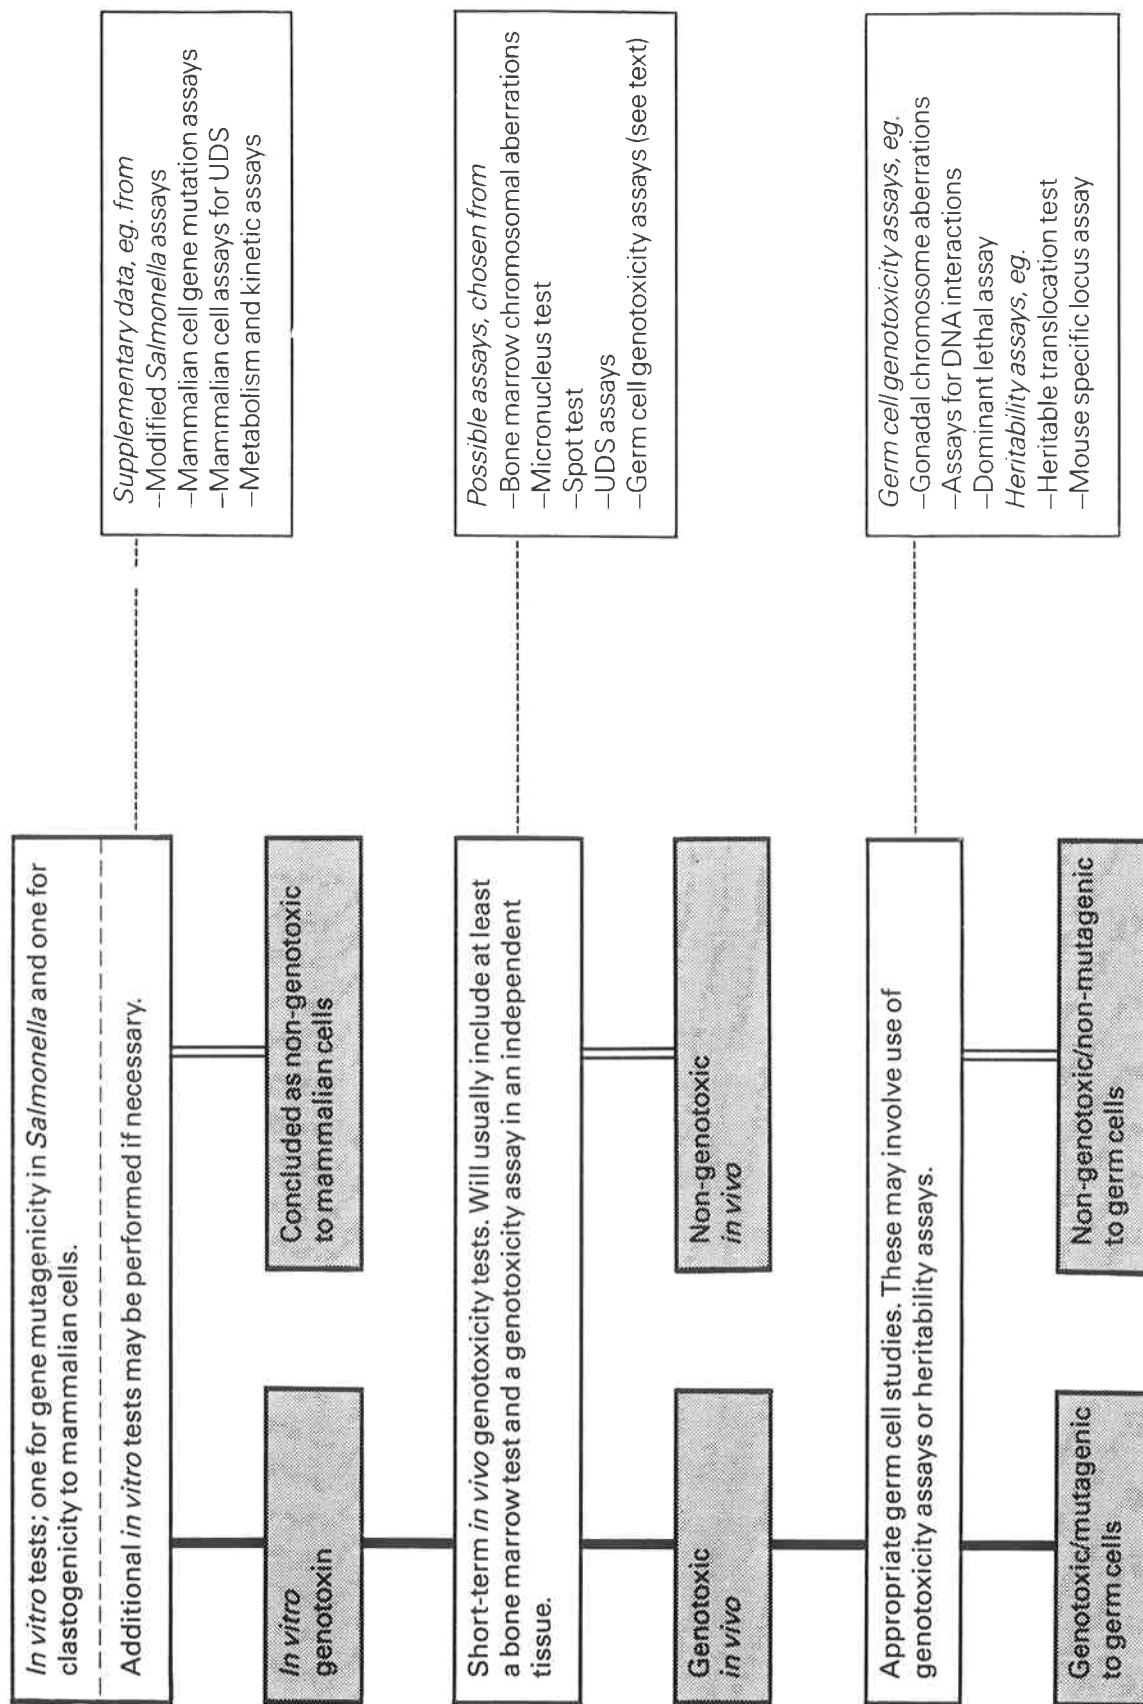 In vitro tests; one for gene mutagenicity in Salmonella and one for
clastogenicity to mammalian cells.
Additional in vitro tests may be performed if necessary.
Supplementary data, eg. from
–Modified Salmonella assays
–Mammalian cell gene mutation assays
–Mammalian cell assays for UDS
–Metabolism and kinetic assays
In vitro
genotoxin
Concluded as non-genotoxic
to mammalian cells
Short-term in vivo genotoxicity tests. Will usually include at least
a bone marrow test and a genotoxicity assay in an independent
tissue.
Possible assays, chosen from
–Bone marrow chromosomal aberrations
–Micronucleus test
–Spot test
–UDS assays
–Germ cell genotoxicity assays (see text)
Genotoxic
in vivo
Non-genotoxic
in vivo
Appropriate germ cell studies. These may involve use of
genotoxicity assays or heritability assays.
Germ cell genotoxicity assays, eg.
–Gonadal chromosome aberrations
–Assays for DNA interactions
–Dominant lethal assay
Heritability assays, eg.
–Heritable translocation test
–Mouse specific locus assay
Genotoxic/mutagenic
to germ cells
Non-genotoxic/non-mutagenic
to germ cells